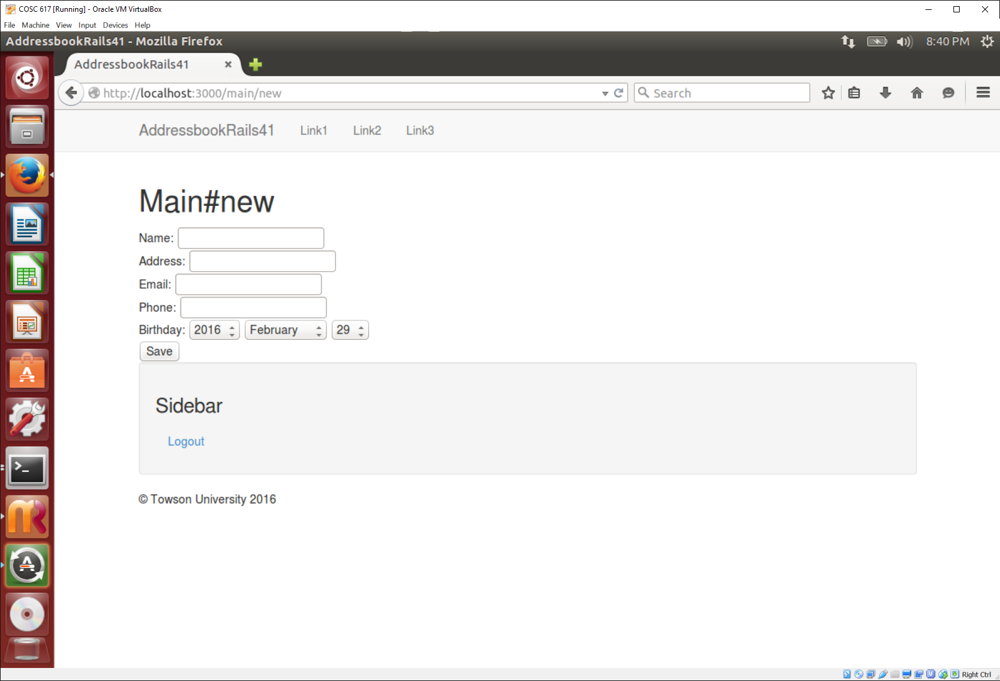 COSC 617 [Running] - Oracle VM VirtualBox
File Machine View Input Devices Help
AddressbookRails41 - Mozilla Firefox
8:40 PM
AddressbookRails41
http://localhost:3000/main/new
Search
AddressbookRails41 Link1 Link2 Link3
Main#new
Name:
Address:
Email:
Phone:
Birthday: 2016 February 29
Save
Sidebar
Logout
© Towson University 2016
Right Ctrl